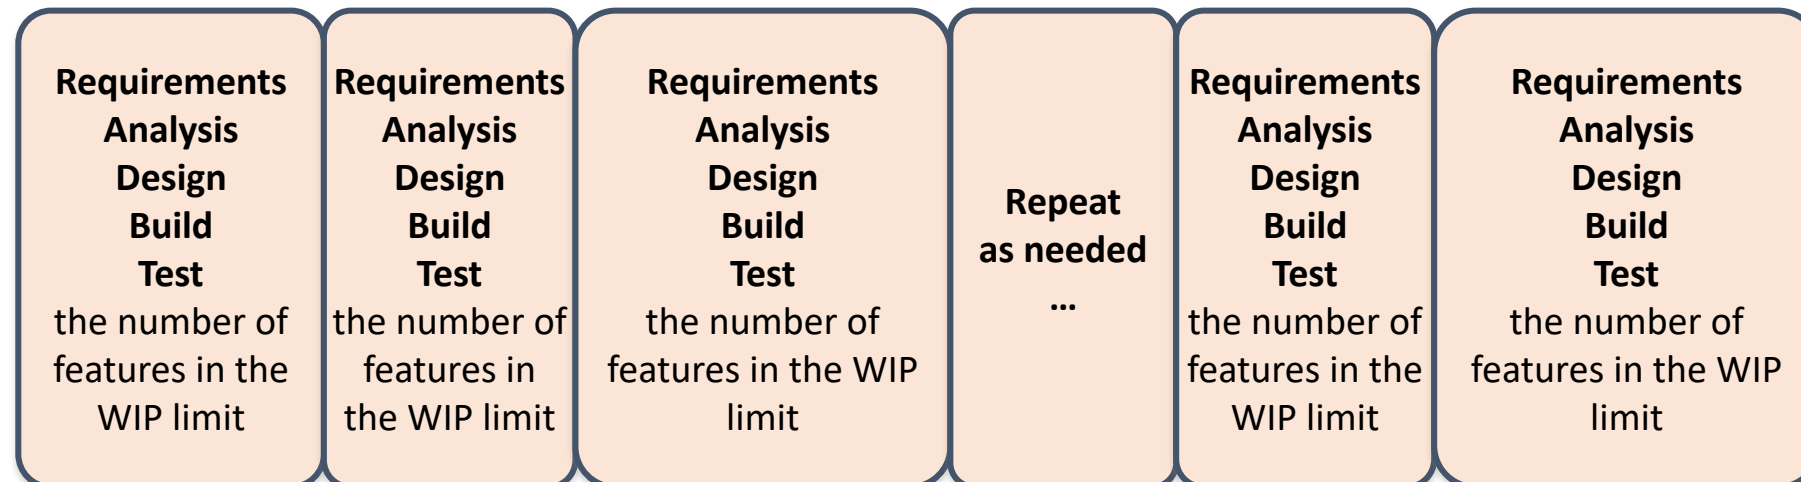 Requirements
Analysis
Design
Build
Test
the number of
features in the
WIP limit
Requirements
Analysis
Design
Build
Test
the number of
features in
the WIP limit
Requirements
Analysis
Design
Build
Test
the number of
features in the WIP
limit
Repeat
as needed
…
Requirements
Analysis
Design
Build
Test
the number of
features in the
WIP limit
Requirements
Analysis
Design
Build
Test
the number of
features in the WIP
limit